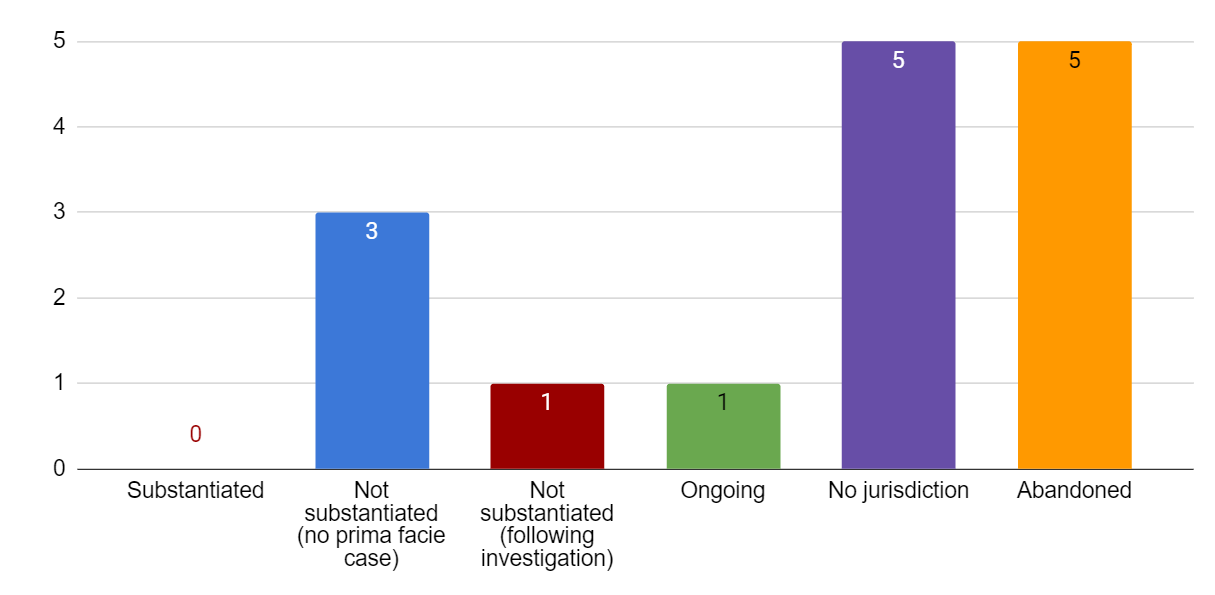 5
4
3
2
1
0
0
3
1
1
5
5
Substantiated
Not
substantiated
(no prima facie
case)
Not
substantiated
(following
investigation)
Ongoing
No jurisdiction
Abandoned